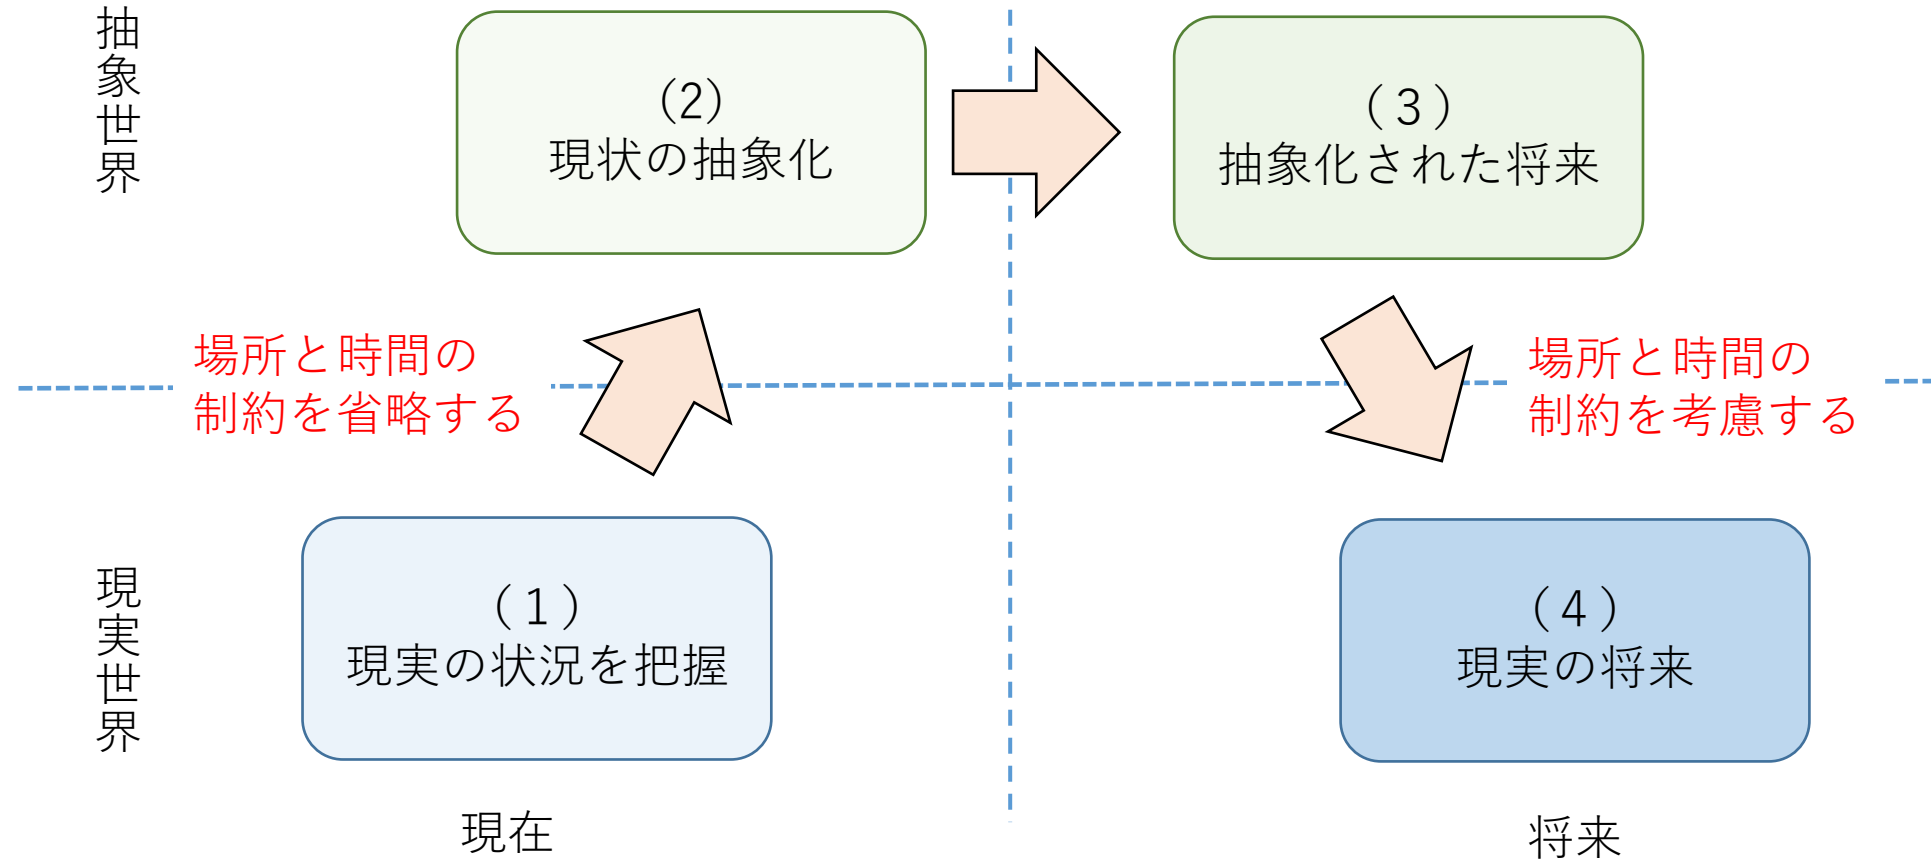 抽象世界
(2)
現状の抽象化
（３）
抽象化された将来
場所と時間の
制約を省略する
場所と時間の
制約を考慮する
現実世界
（１）
現実の状況を把握
（４）
現実の将来
現在
将来